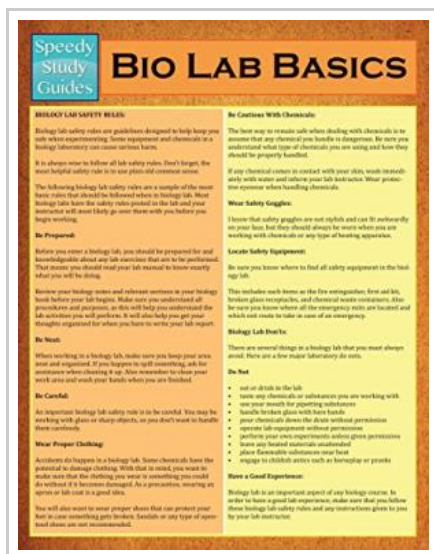 Speedy
Study
Guides
BIO LAB BASICS
BIOLOGY LAB SAFETY RULES:
Biology lab safety rules are guidelines designed to help keep you
safe when experimenting. Some equipment and chemicals in a
biology laboratory can cause serious harm.
It is always wise to follow all lab safety rules. Don't forget, the
most helpful safety rule is to use plain old common sense.
The following biology lab safety rules are a sample of the most
basic rules that should be followed when in biology lab. Most
biology labs have the safety rules posted in the lab and your
instructor will most likely go over them with you before you
begin working.
Be Prepared:
Before you enter a biology lab, you should be prepared for and
knowledgeable about any lab exercises that are to be performed.
That means you should read your lab manual to know exactly
what you will be doing.
Review your biology notes and relevant sections in your biology
book before your lab begins. Make sure you understand all
procedures and purposes, as this will help you understand the
lab activities you will perform. It will also help you get your
thoughts organized for when you have to write your lab report.
Be Neat:
When working in a biology lab, make sure you keep your area
neat and organized. If you happen to spill something, ask for
assistance when cleaning it up. Also remember to clean your
work area and wash your hands when you are finished.
Be Careful:
An important biology lab safety rule is to be careful. You may be
working with glass or sharp objects, so you don't want to handle
them carelessly.
Wear Proper Clothing:
Accidents do happen in a biology lab. Some chemicals have the
potential to damage clothing. With that in mind, you want to
make sure that the clothing you wear is something you could
do without if it becomes damaged. As a precaution, wearing an
apron or lab coat is a good idea.
You will also want to wear proper shoes that can protect your
feet in case something gets broken. Sandals or any type of open-
toed shoes are not recommended.
Be Cautious With Chemicals:
The best way to remain safe when dealing with chemicals is to
assume that any chemical you handle is dangerous. Be sure you
understand what type of chemicals you are using and how they
should be properly handled.
If any chemical comes in contact with your skin, wash immedi-
ately with water and inform your lab instructor. Wear protec-
tive eyewear when handling chemicals.
Wear Safety Goggles:
I know that safety goggles are not stylish and can fit awkwardly
on your face, but they should always be worn when you are
working with chemicals or any type of heating apparatus.
Locate Safety Equipment:
Be sure you know where to find all safety equipment in the biol-
ogy lab.
This includes such items as the fire extinguisher, first aid kit,
broken glass receptacles, and chemical waste containers. Also
be sure you know where all the emergency exits are located and
which exit route to take in case of an emergency.
Biology Lab Don'ts:
There are several things in a biology lab that you must always
avoid. Here are a few major laboratory do nots.
Do Not
• eat or drink in the lab
• taste any chemicals or substances you are working with
• use your mouth for pipetting substances
• handle broken glass with bare hands
• pour chemicals down the drain without permission
• operate lab equipment without permission
• perform your own experiments unless given permission
• leave any heated materials unattended
• place flammable substances near heat
• engage in childish antics such as horseplay or pranks
Have a Good Experience:
Biology lab is an important aspect of any biology course. In
order to have a good lab experience, make sure that you follow
these biology lab safety rules and any instructions given to you
by your lab instructor.